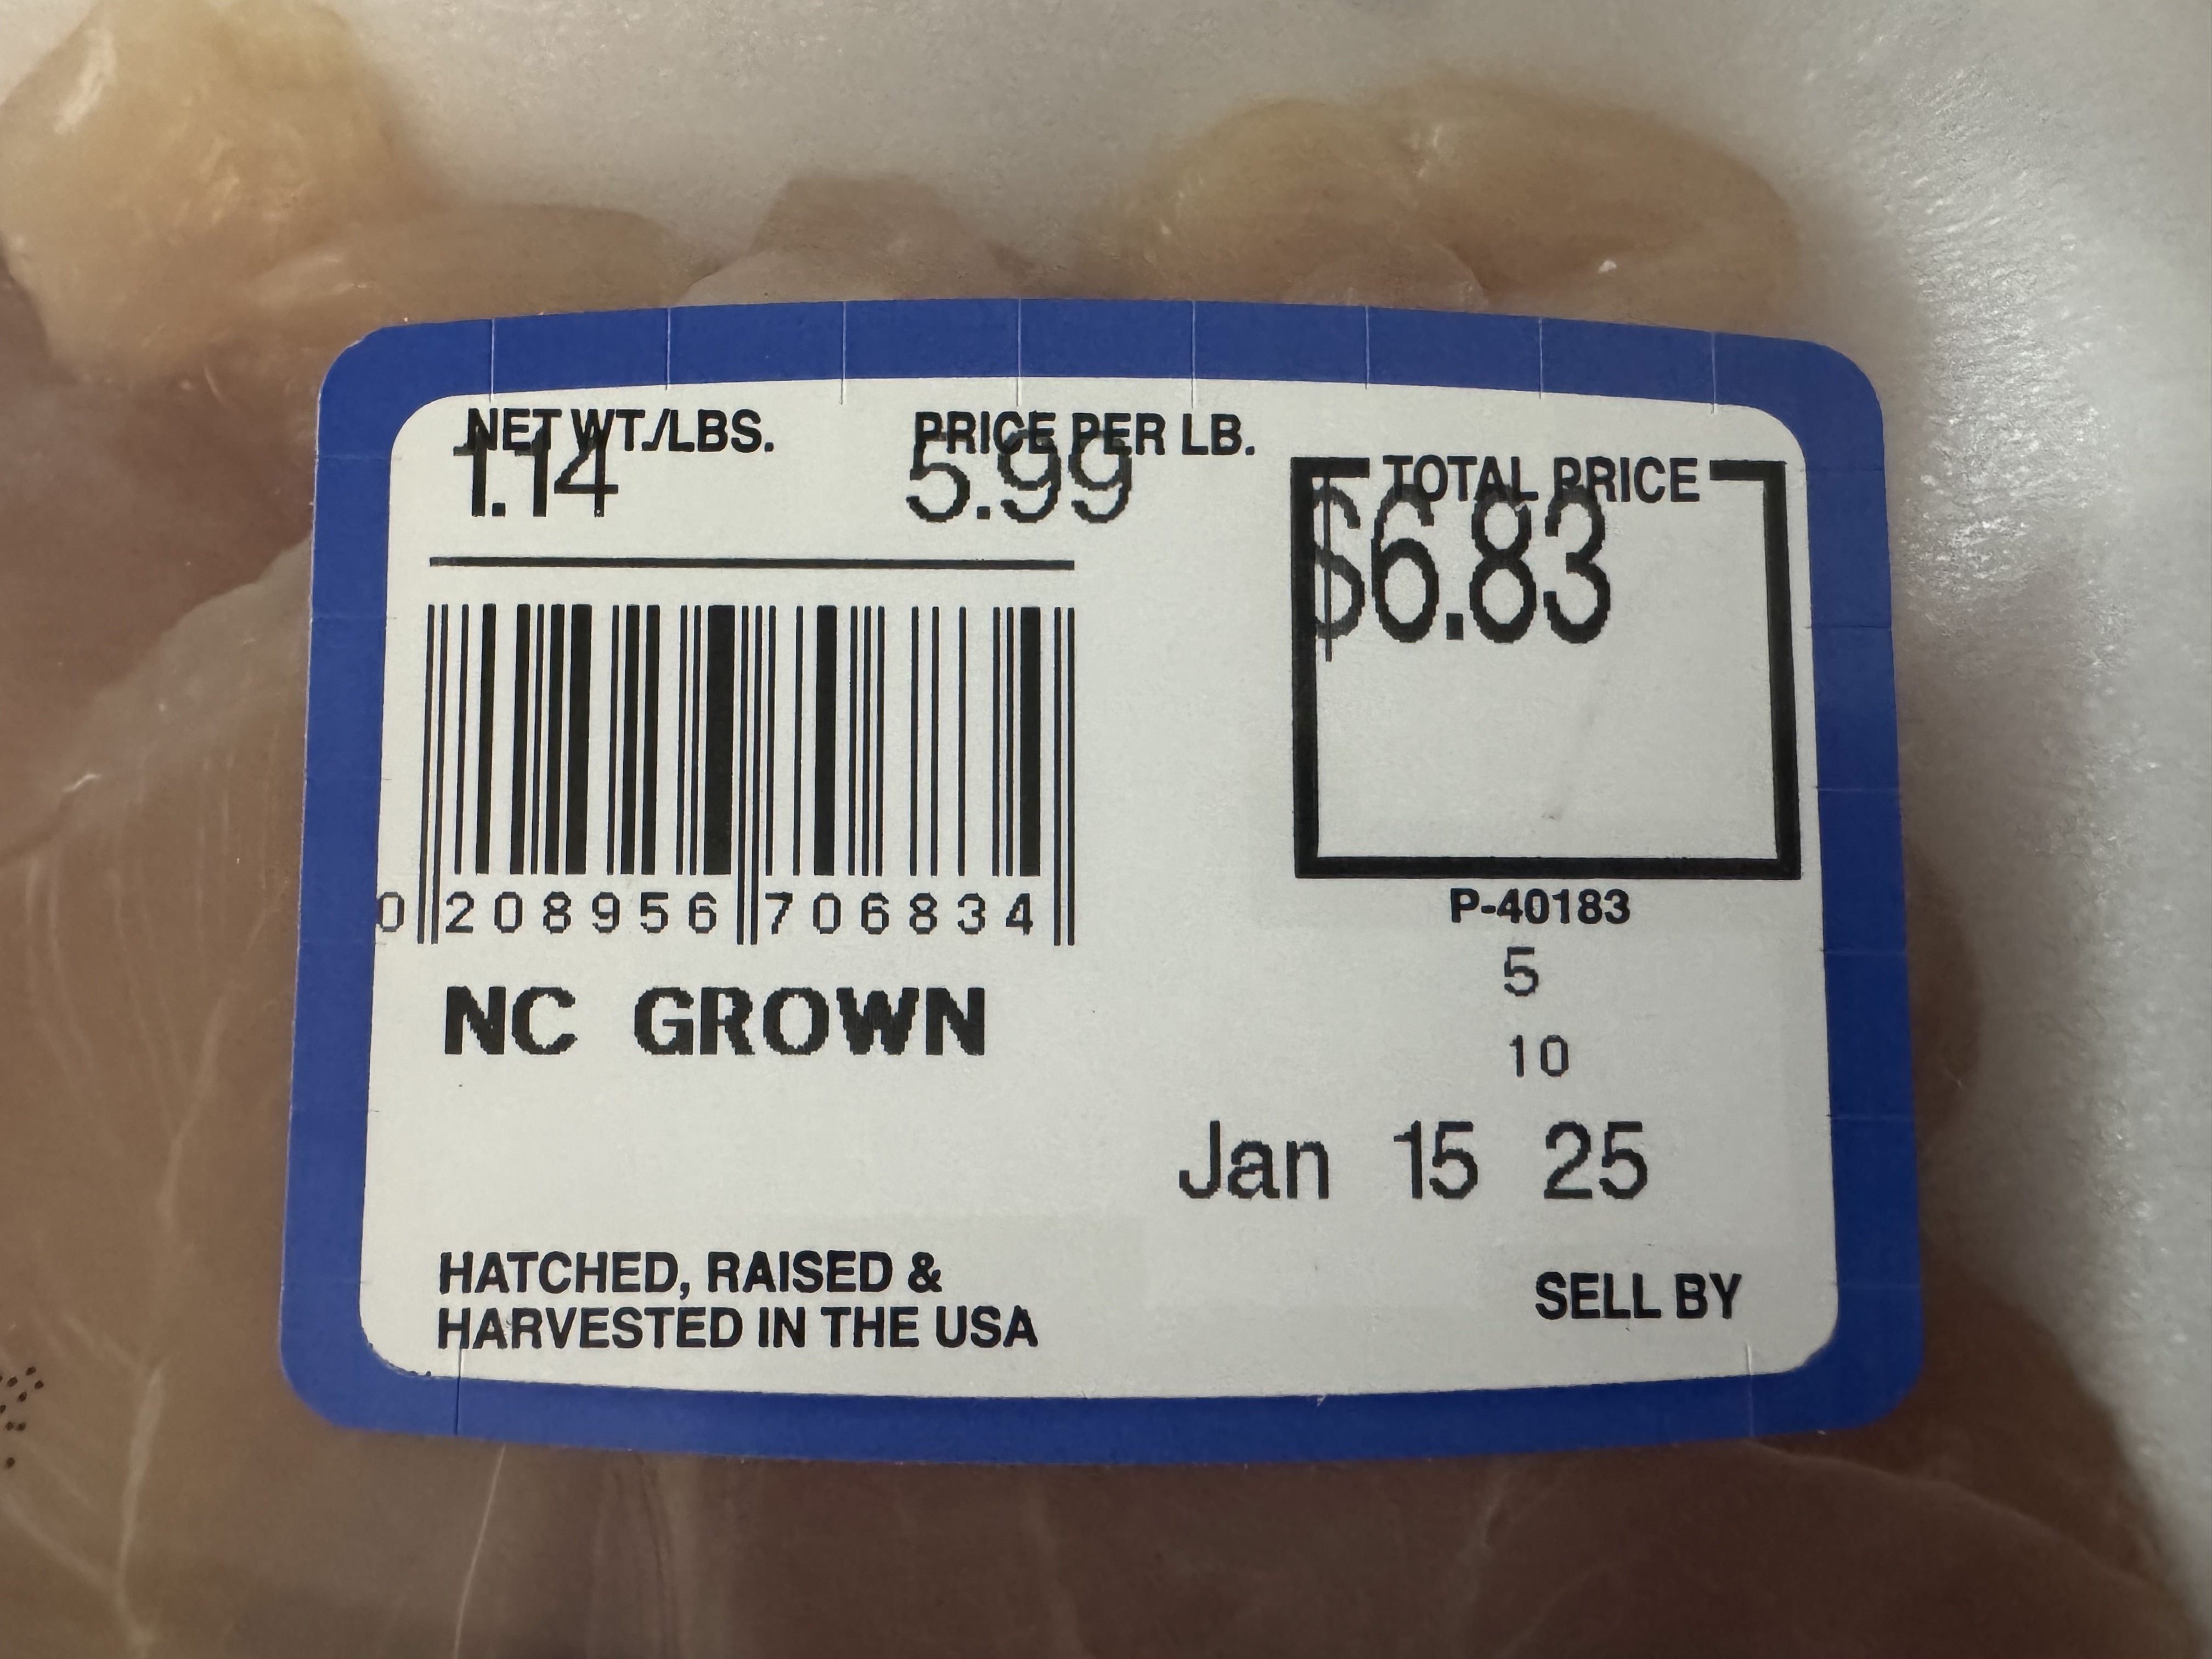 NET WT./LBS. PRICE PER LB.
1.14 5.99
TOTAL PRICE
$6.83
0 208956 706834
P-40183
5
NC GROWN
10
Jan 15 25
HATCHED, RAISED &
HARVESTED IN THE USA
SELL BY